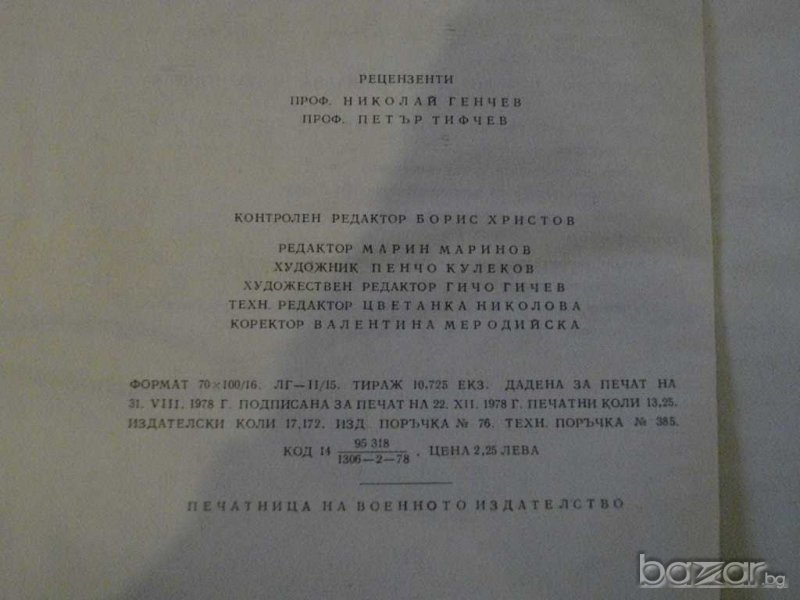 РЕЦЕНЗЕНТИ
ПРОФ. НИКОЛАЙ ГЕНЧЕВ
ПРОФ. ПЕТЪР ТИФЧЕВ
КОНТРОЛЕН РЕДАКТОР БОРИС ХРИСТОВ
РЕДАКТОР МАРИН МАРИНОВ
ХУДОЖНИК ПЕНЧО КУЛЕКОВ
ХУДОЖЕСТВЕН РЕДАКТОР ГИЧО ГИЧЕВ
ТЕХН. РЕДАКТОР ЦВЕТАНКА НИКОЛОВА
КОРЕКТОР ВАЛЕНТИНА МЕРОДИЙСКА
ФОРМАТ 70×100/16. ЛГ—II/15. ТИРАЖ 10.725 ЕКЗ. ДАДЕНА ЗА ПЕЧАТ НА
31. VIII. 1978 Г. ПОДПИСАНА ЗА ПЕЧАТ НА 22. XII. 1978 Г. ПЕЧАТНИ КОЛИ 13,25.
ИЗДАТЕЛСКИ КОЛИ 17,172. ИЗД. ПОРЪЧКА № 76. ТЕХН. ПОРЪЧКА № 385.
КОД 14 95 318/1306—2—78 . ЦЕНА 2,25 ЛЕВА
ПЕЧАТНИЦА НА ВОЕННОТО ИЗДАТЕЛСТВО
bazar.bg